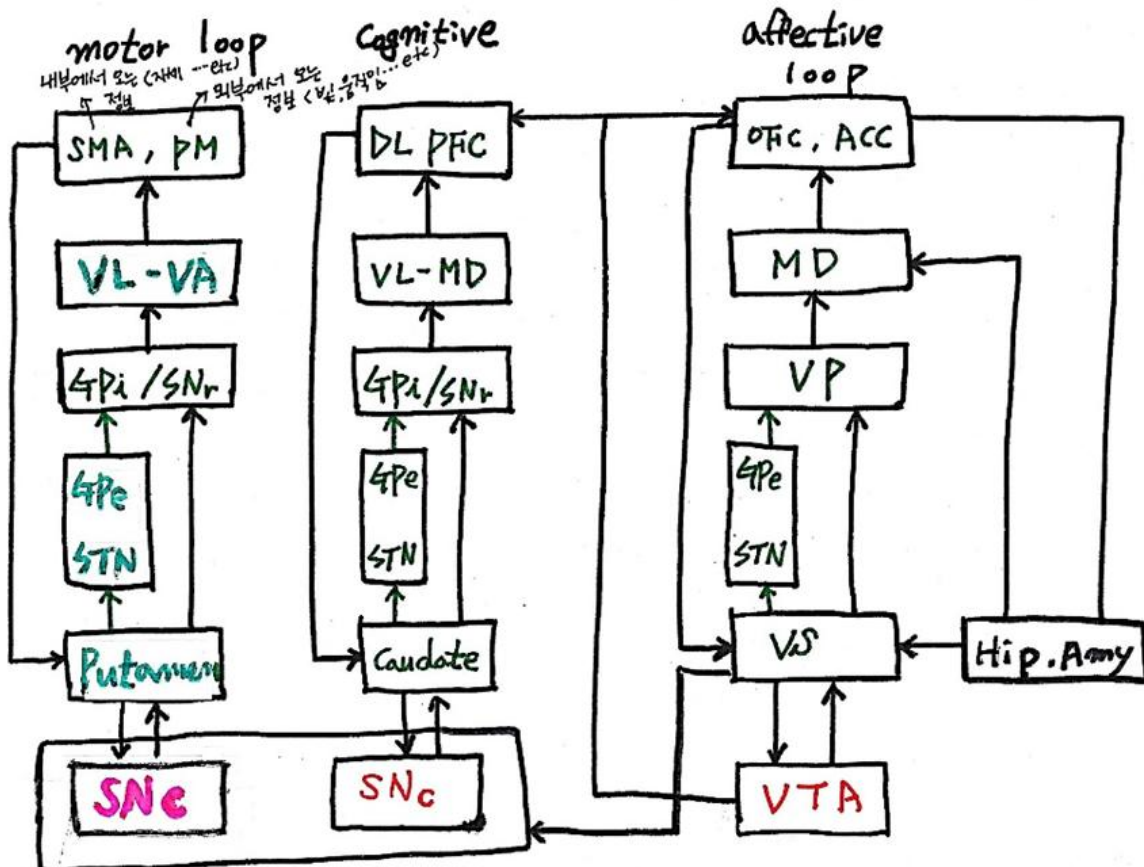 motor loop
내부에서 오는 (자세 ...etc)
정보
외부에서 오는
정보 (빛, 움직임...etc)
SMA, PM
VL-VA
GPi/SNr
GPe
STN
Putamen
SNc
Cognitive
DL PFC
VL-MD
GPi/SNr
GPe
STN
Caudate
SNc
affective
loop
OFC, ACC
MD
VP
GPe
STN
VS
Hip. Amy
VTA